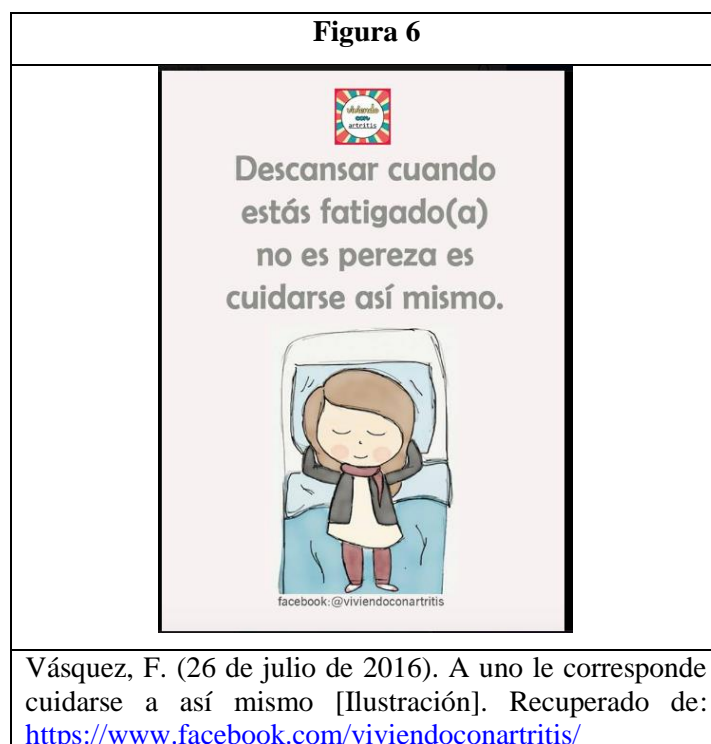 Figura 6
viviendo
con
artritis
Descansar cuando
estás fatigado(a)
no es pereza es
cuidarse así mismo.
facebook:@viviendoconartritis
Vásquez, F. (26 de julio de 2016). A uno le corresponde
cuidarse a así mismo [Ilustración]. Recuperado de:
https://www.facebook.com/viviendoconartritis/